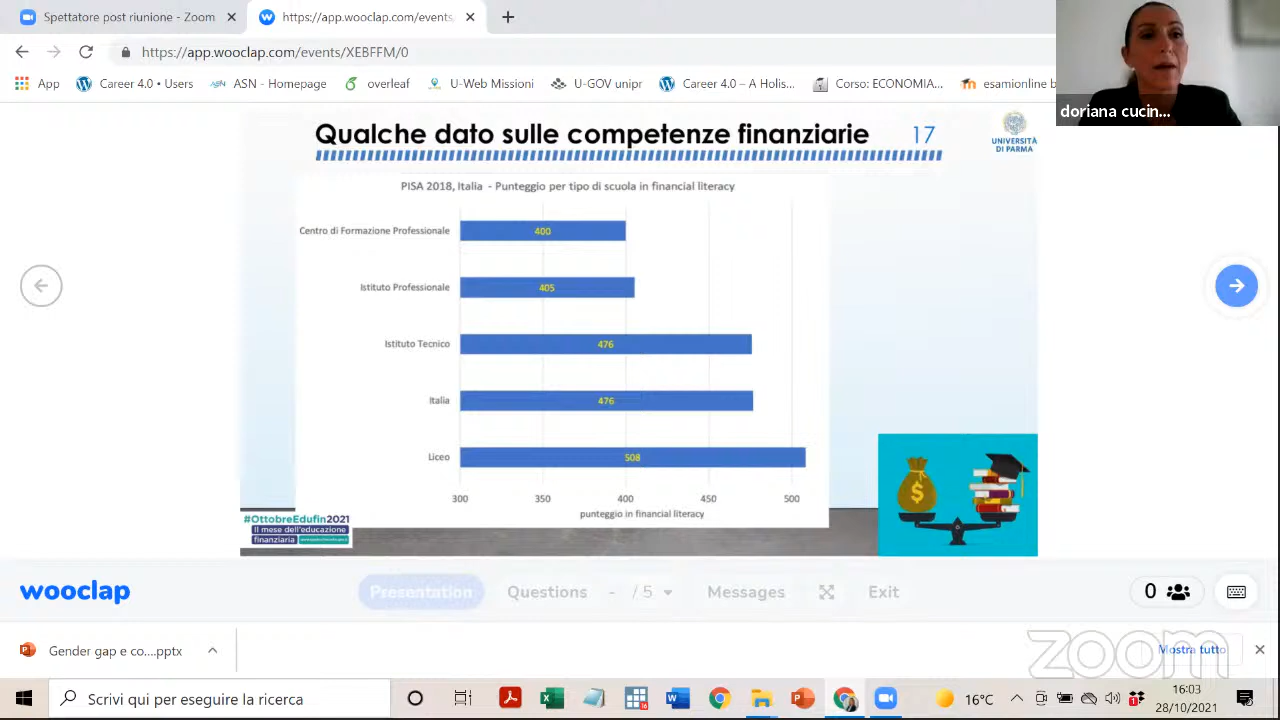 Spettatore post riunione - Zoom
https://app.wooclap.com/events,
https://app.wooclap.com/events/XEBFFM/0
App
Career 4.0 • Users
ASN - Homepage
overleaf
U-Web Missioni
U-GOV unipr
Career 4.0 – A Holis...
Corso: ECONOMIA...
esamionline b
doriana cucin...
Qualche dato sulle competenze finanziarie
17
UNIVERSITÀ
DI PARMA
PISA 2018, Italia - Punteggio per tipo di scuola in financial literacy
Centro di Formazione Professionale
400
Istituto Professionale
405
Istituto Tecnico
476
Italia
476
Liceo
508
300 350 400 450 500
punteggio in financial literacy
#OttobreEdufin2021
Il mese dell'educazione
finanziaria
wooclap
Presentation
Questions - / 5
Messages
Exit
0
Gender gap e co....pptx
Mostra tutto
zoom
Scrivi qui per eseguire la ricerca
16°C
16:03
28/10/2021